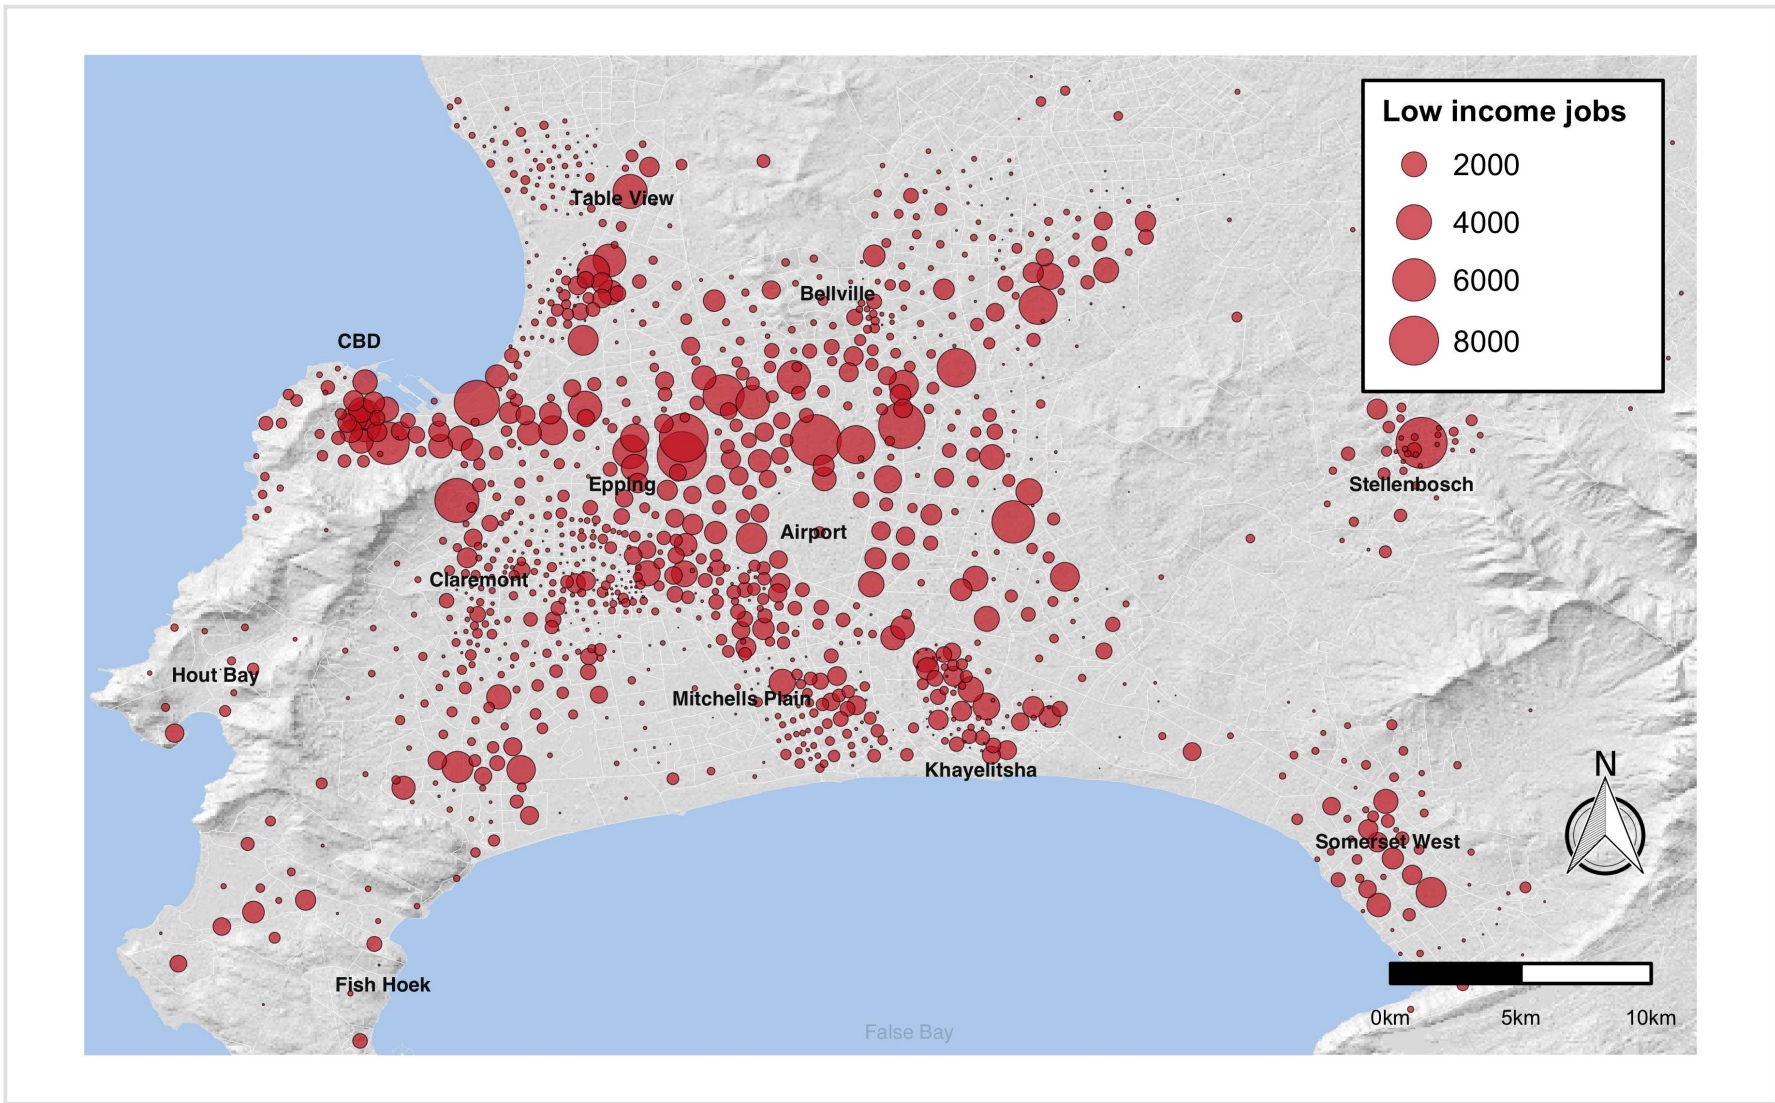 Low income jobs
2000
4000
6000
8000
Table View
Bellville
CBD
Epping
Stellenbosch
Airport
Claremont
Hout Bay
Mitchells Plain
Khayelitsha
N
Somerset West
Fish Hoek
False Bay
0km 5km 10km